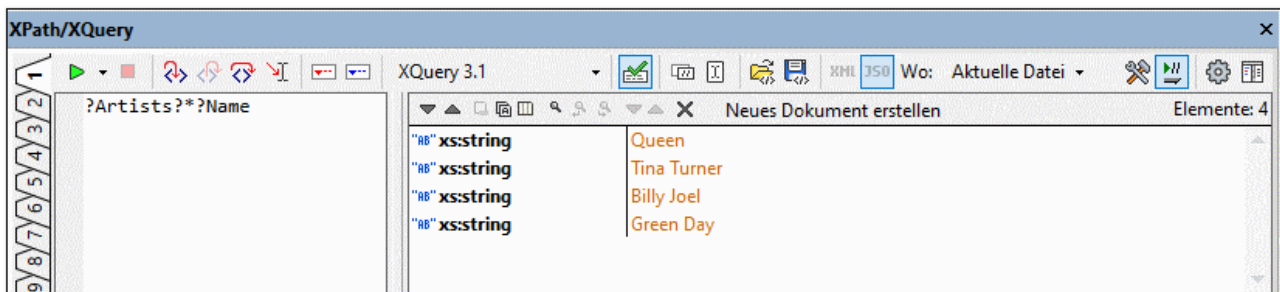 XPath/XQuery
XQuery 3.1
XML JSO Wo: Aktuelle Datei
1
2
3
4
5
6
7
8
9
?Artists?*?Name
Neues Dokument erstellen
Elemente: 4
"AB" xs:string Queen
"AB" xs:string Tina Turner
"AB" xs:string Billy Joel
"AB" xs:string Green Day